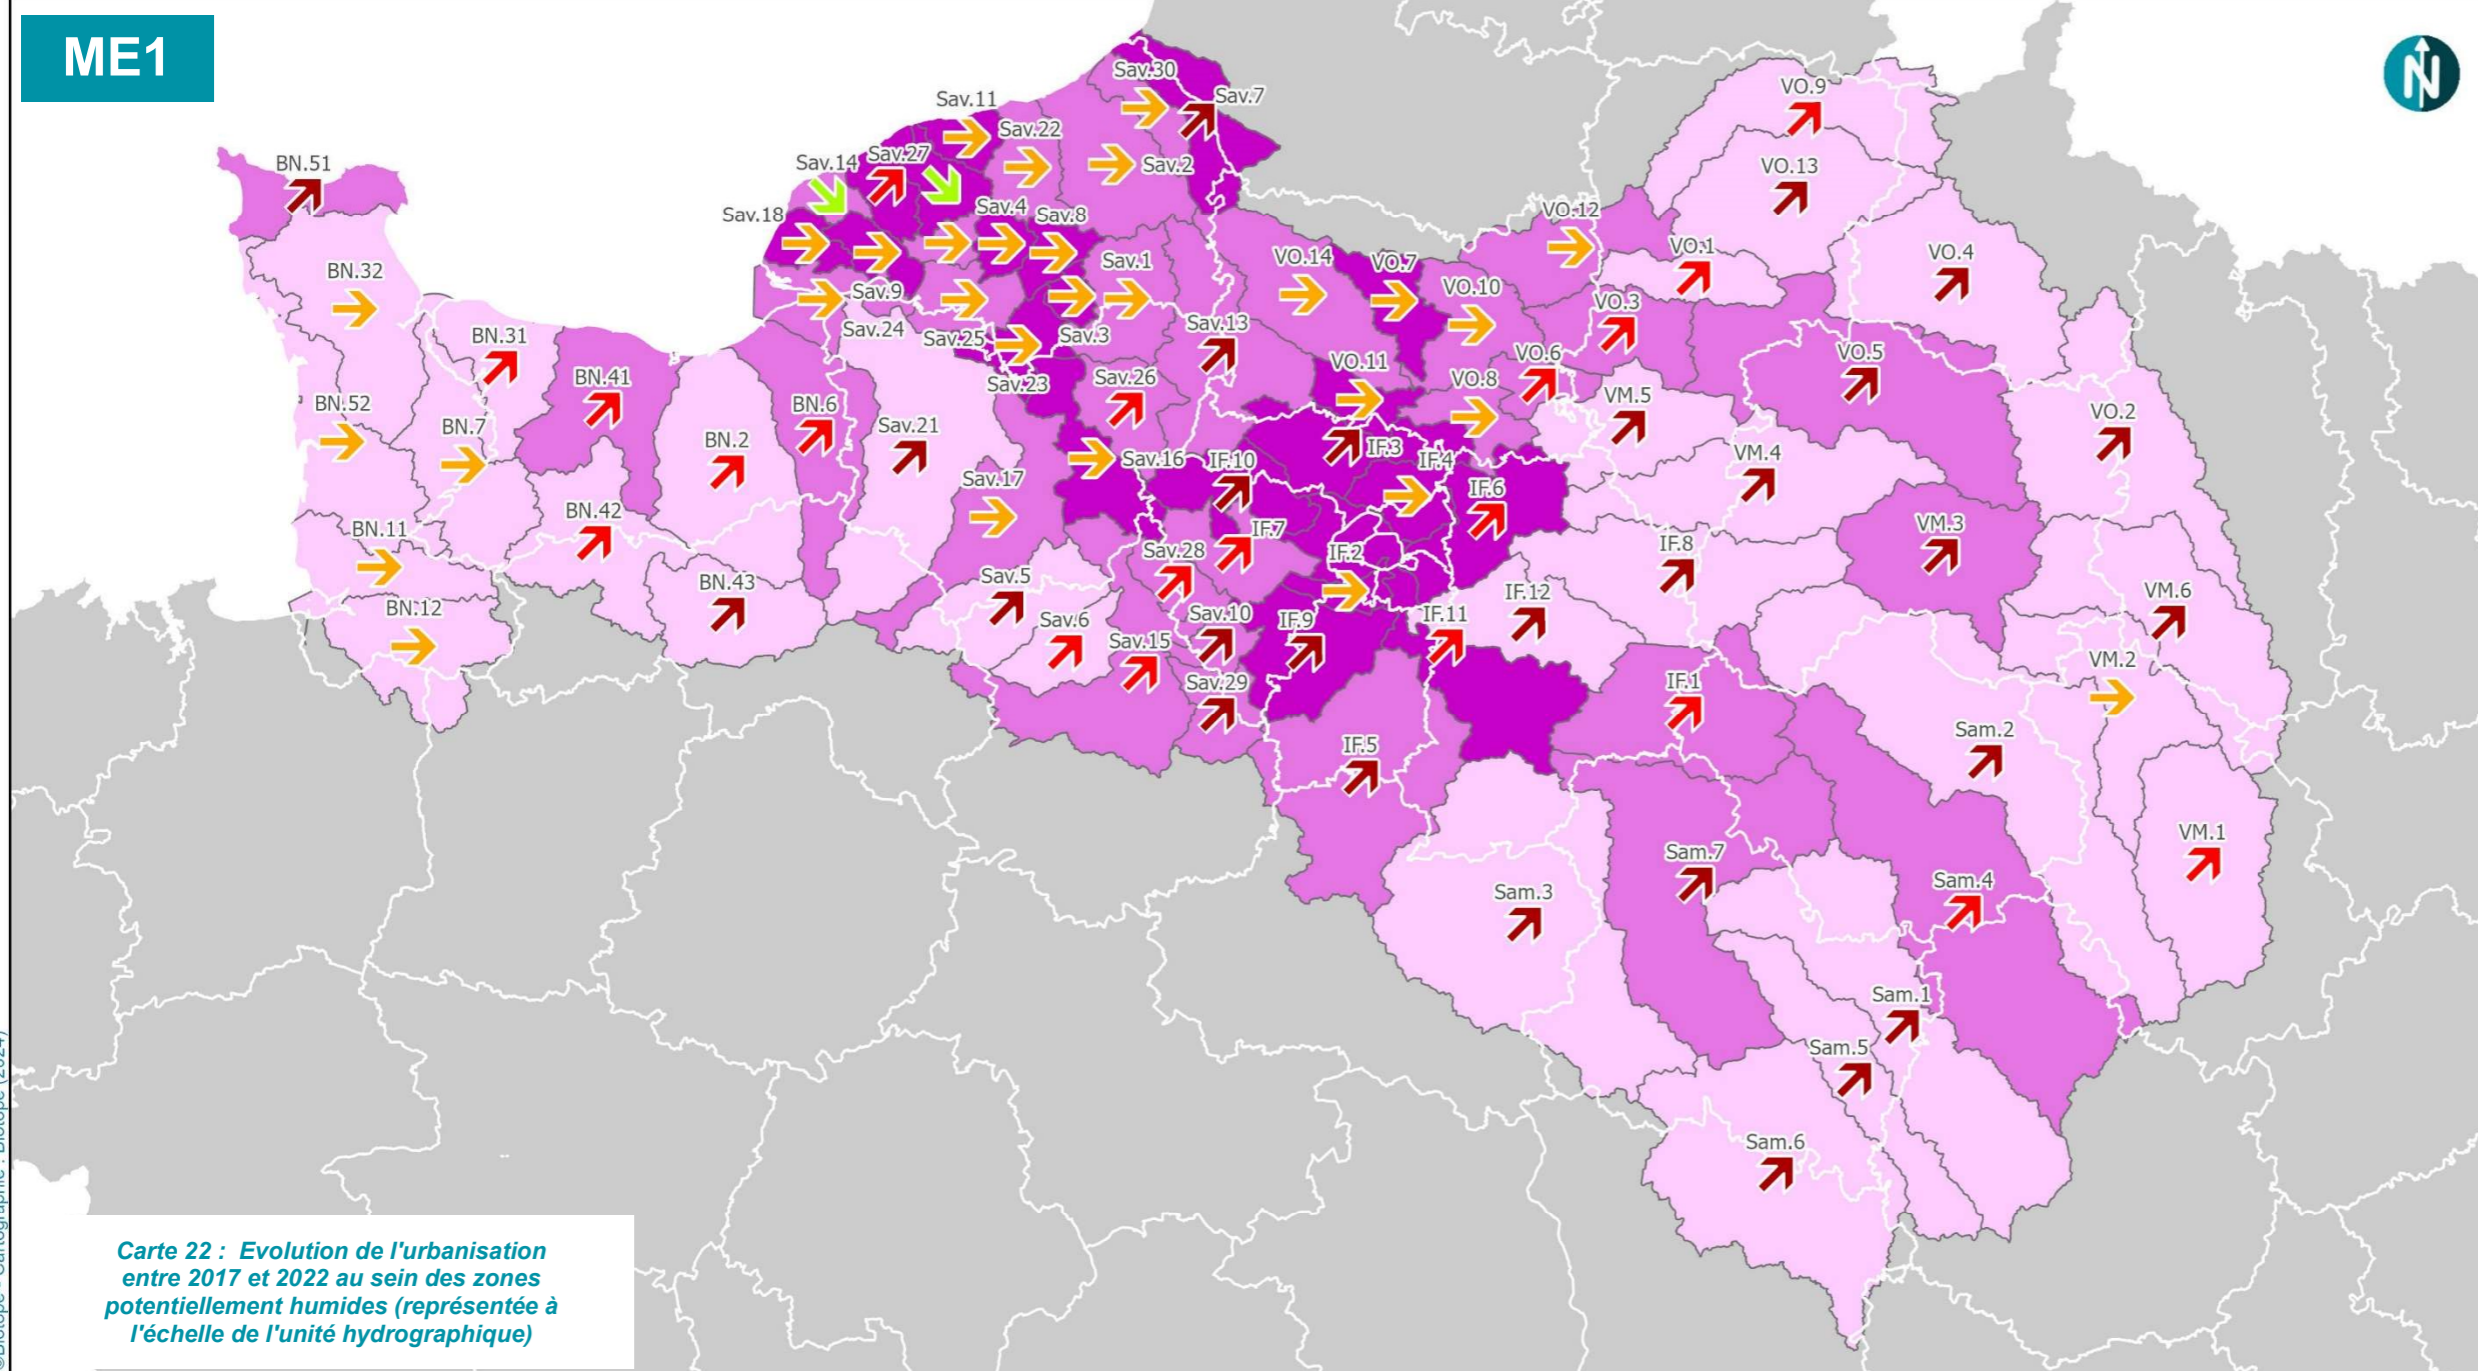 ME1
N
Sav.30
Sav.7
VO.9
Sav.11
Sav.22
BN.51
Sav.14
Sav.27
Sav.2
VO.13
Sav.18
Sav.4
Sav.8
VO.12
VO.1
VO.4
BN.32
Sav.1
VO.14
VO.7
VO.10
Sav.9
VO.3
BN.31
Sav.24
Sav.25
Sav.3
Sav.13
VO.6
VO.5
BN.41
Sav.23
Sav.26
VO.11
VO.8
VM.5
BN.52
BN.7
BN.2
BN.6
Sav.21
VO.2
Sav.16
IF.10
IF.3
IF.4
VM.4
Sav.17
IF.6
BN.11
BN.42
IF.7
VM.3
Sav.28
IF.2
IF.8
BN.43
Sav.5
IF.12
VM.6
BN.12
Sav.6
Sav.10
IF.9
IF.11
Sav.15
VM.2
Sav.29
IF.1
IF.5
Sam.2
VM.1
Sam.7
Sam.3
Sam.4
Sam.1
Sam.5
Sam.6
©Biotope - Cartographie : Biotope (2024)
Carte 22 : Evolution de l'urbanisation
entre 2017 et 2022 au sein des zones
potentiellement humides (représentée à
l'échelle de l'unité hydrographique)